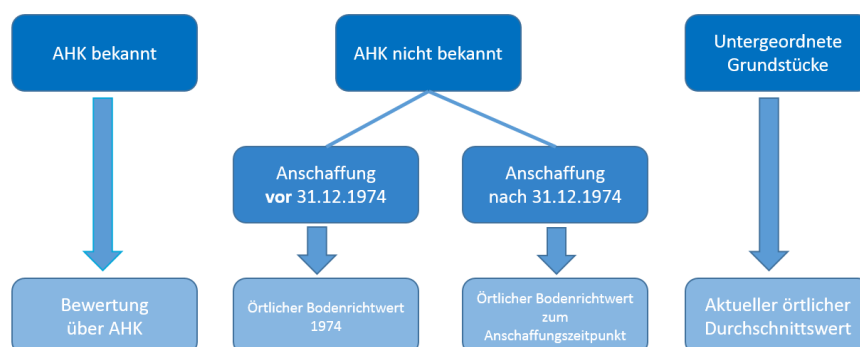 AHK bekannt
AHK nicht bekannt
Untergeordnete
Grundstücke
Anschaffung
vor 31.12.1974
Anschaffung
nach 31.12.1974
Bewertung
über AHK
Örtlicher Bodenrichtwert
1974
Örtlicher Bodenrichtwert
zum
Anschaffungszeitpunkt
Aktueller örtlicher
Durchschnittswert